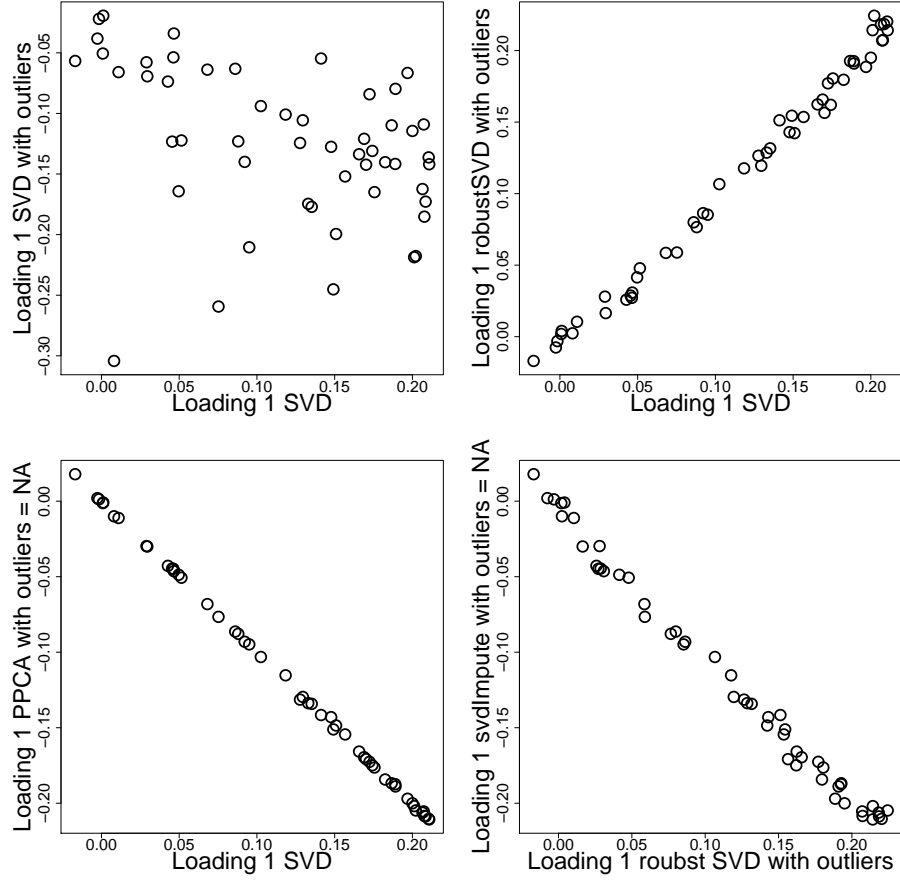 Loading 1 SVD with outliers
−0.05
−0.10
−0.15
−0.20
−0.25
−0.30
0.00 0.05 0.10 0.15 0.20
Loading 1 SVD
Loading 1 robustSVD with outliers
0.20
0.15
0.10
0.05
0.00
0.00 0.05 0.10 0.15 0.20
Loading 1 SVD
Loading 1 PPCA with outliers = NA
0.00
−0.05
−0.10
−0.15
−0.20
0.00 0.05 0.10 0.15 0.20
Loading 1 SVD
Loading 1 svdImpute with outliers = NA
0.00
−0.05
−0.10
−0.15
−0.20
0.00 0.05 0.10 0.15 0.20
Loading 1 roubst SVD with outliers